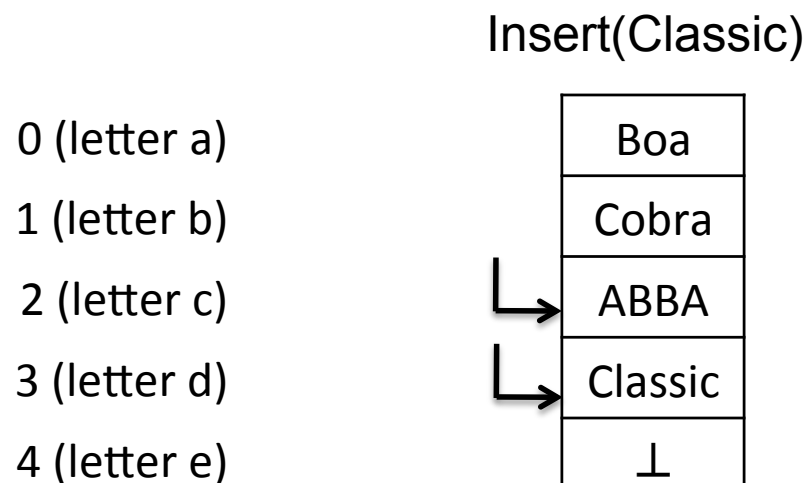 Insert(Classic)
0 (letter a) Boa
1 (letter b) Cobra
2 (letter c) ABBA
3 (letter d) Classic
4 (letter e) ⊥